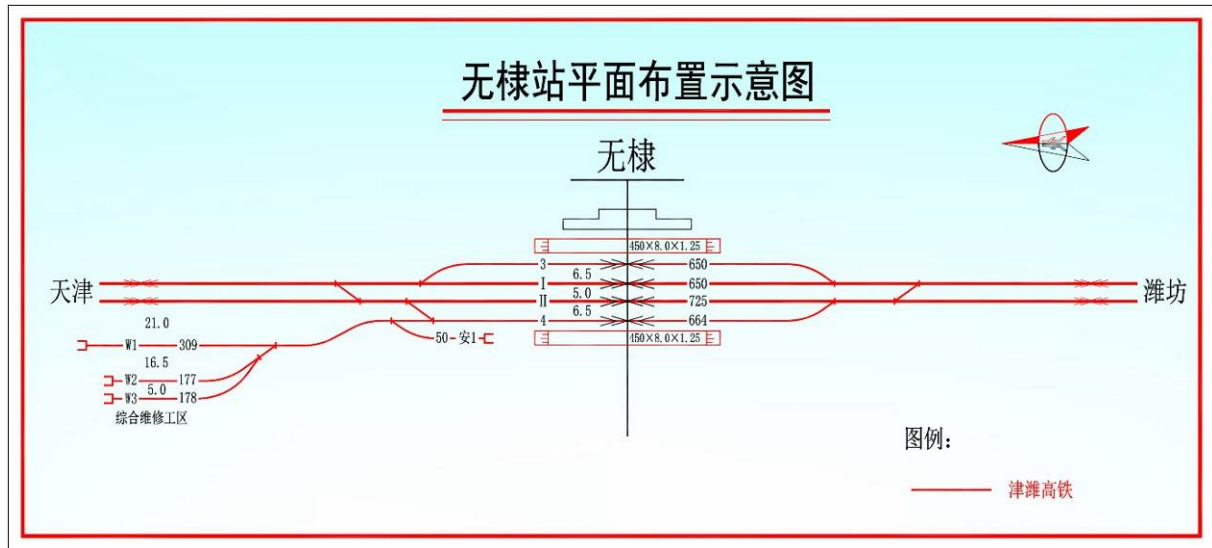 无棣站平面布置示意图
无棣
450×8.0×1.25
3 650
6.5
天津 I 650 潍坊
5.0
II 725
6.5
4 664
21.0
50 安1
450×8.0×1.25
W1 309
16.5
W2 177
5.0
W3 178
综合维修工区
图例：
津潍高铁